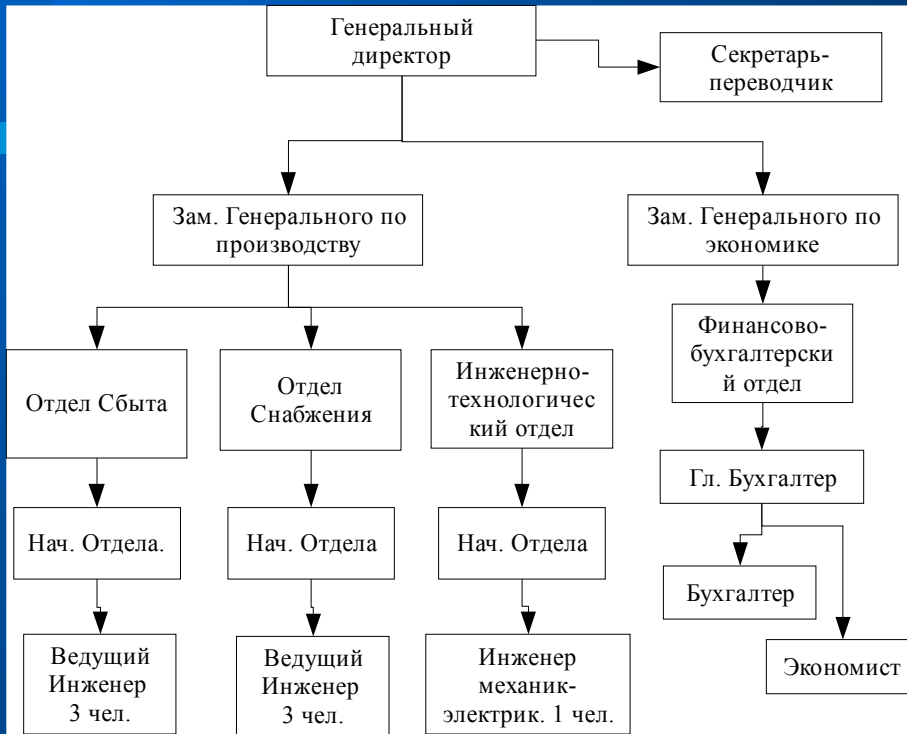 Генеральный
директор
Секретарь-
переводчик
Зам. Генерального по
производству
Зам. Генерального по
экономике
Отдел Сбыта
Отдел
Снабжения
Инженерно-
технологичес
кий отдел
Финансово-
бухгалтерски
й отдел
Гл. Бухгалтер
Нач. Отдела.
Нач. Отдела
Нач. Отдела
Бухгалтер
Экономист
Ведущий
Инженер
3 чел.
Ведущий
Инженер
3 чел.
Инженер
механик-
электрик. 1 чел.